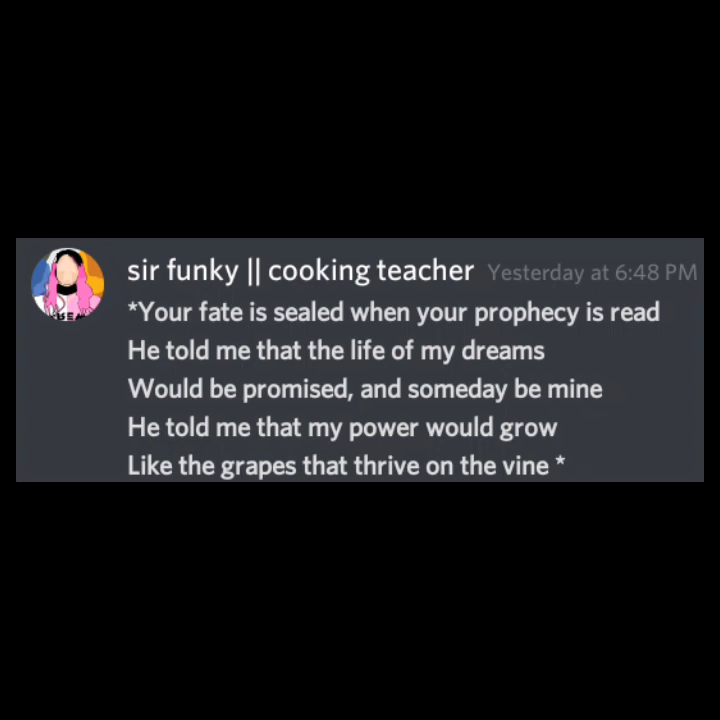 sir funky || cooking teacher Yesterday at 6:48 PM
*Your fate is sealed when your prophecy is read
He told me that the life of my dreams
Would be promised, and someday be mine
He told me that my power would grow
Like the grapes that thrive on the vine *